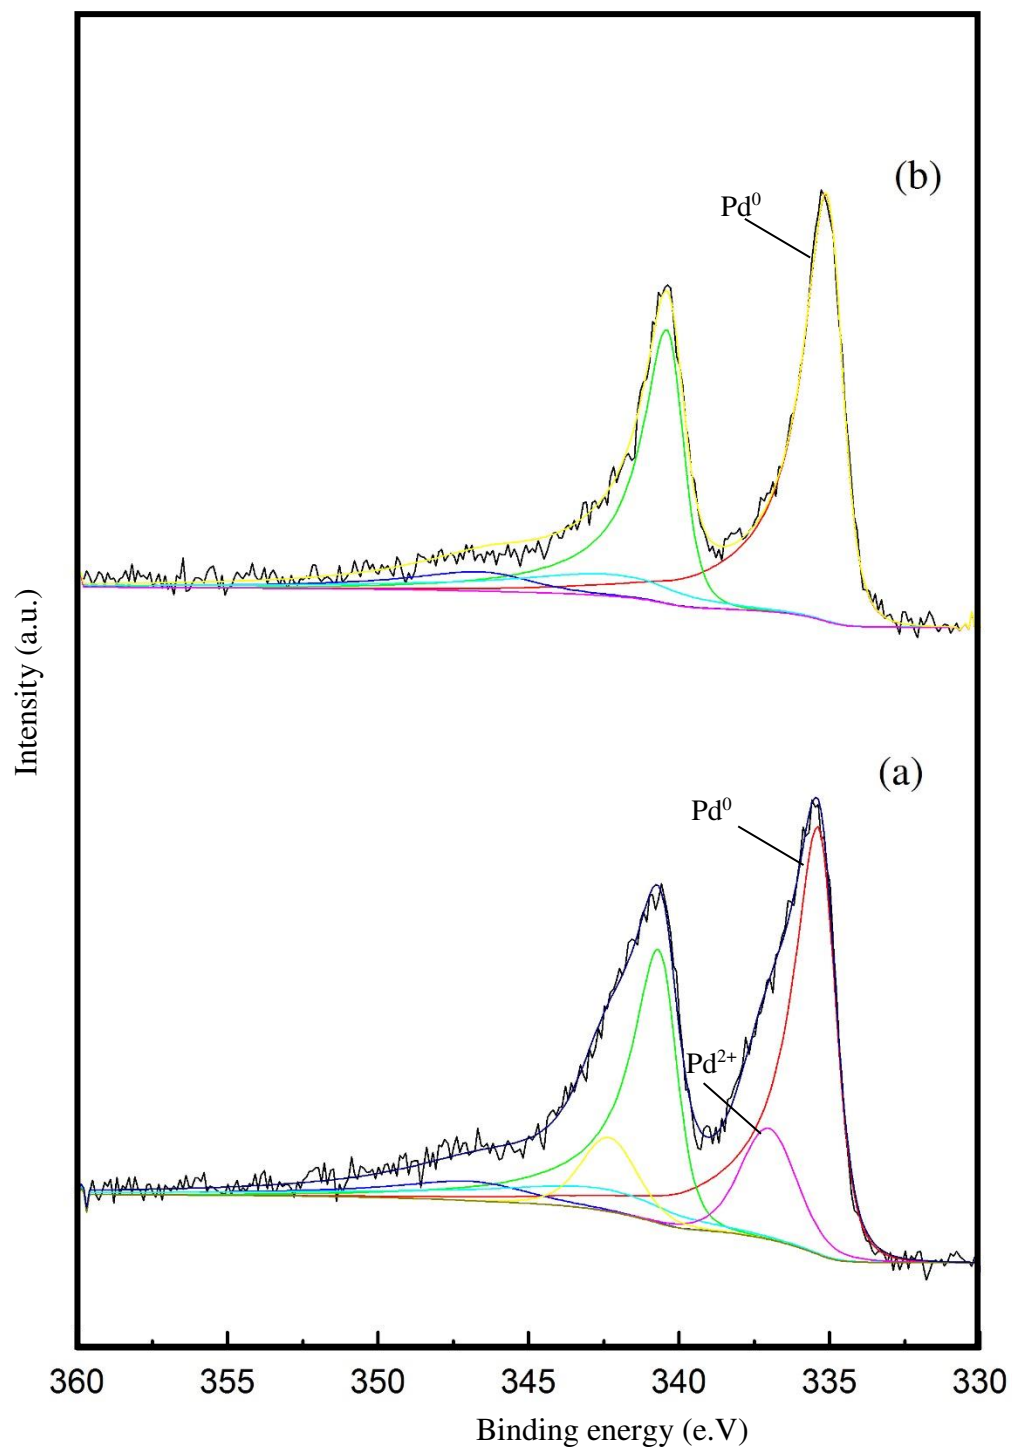 (b)
Pd⁰
(a)
Pd⁰
Pd²⁺
Intensity (a.u.)
360 355 350 345 340 335 330
Binding energy (e.V)